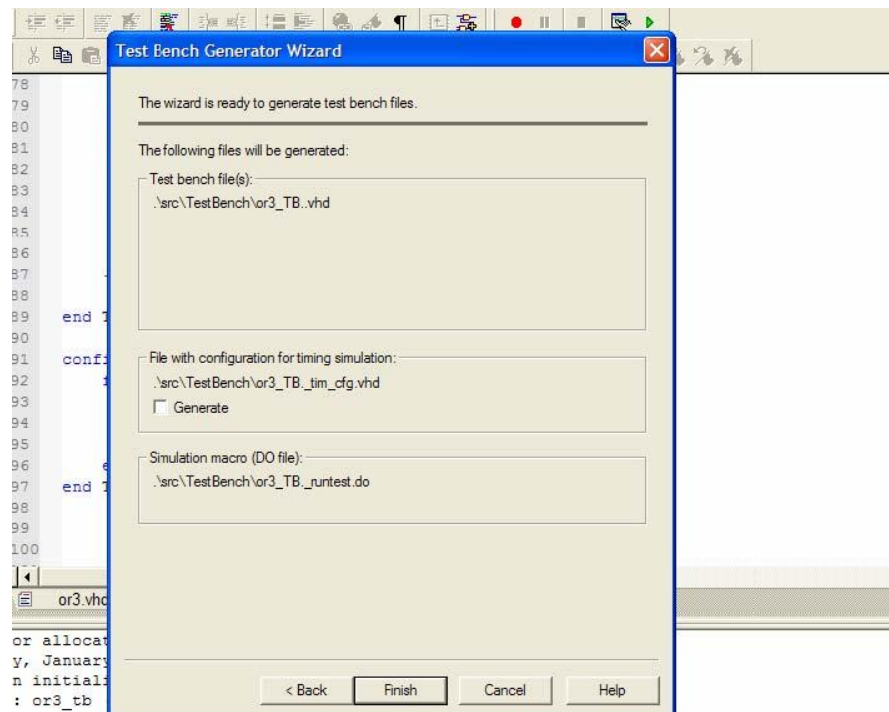 Test Bench Generator Wizard
78
79
80
81
82
83
84
85
86
87
88
89 end
90
91 confi
92
93
94
95
96 e
97 end
98
99
100
The wizard is ready to generate test bench files.
The following files will be generated:
Test bench file(s):
.\src\TestBench\or3_TB..vhd
File with configuration for timing simulation:
.\src\TestBench\or3_TB._tim_cfg.vhd
Generate
Simulation macro (DO file):
.\src\TestBench\or3_TB._runtest.do
or3.vhd
or allocat
y, January
n initiali
: or3_tb
< Back Finish Cancel Help